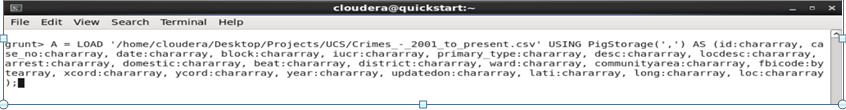 cloudera@quickstart:~
File Edit View Search Terminal Help
grunt> A = LOAD '/home/cloudera/Desktop/Projects/UCS/Crimes_-_2001_to_present.csv' USING PigStorage(',') AS (id:chararray, ca
se_no:chararray, date:chararray, block:chararray, iucr:chararray, primary_type:chararray, desc:chararray, locdesc:chararray,
arrest:chararray, domestic:chararray, beat:chararray, district:chararray, ward:chararray, communityarea:chararray, fbicode:by
tearray, xcord:chararray, ycord:chararray, year:chararray, updatedon:chararray, lati:chararray, long:chararray, loc:chararray
);